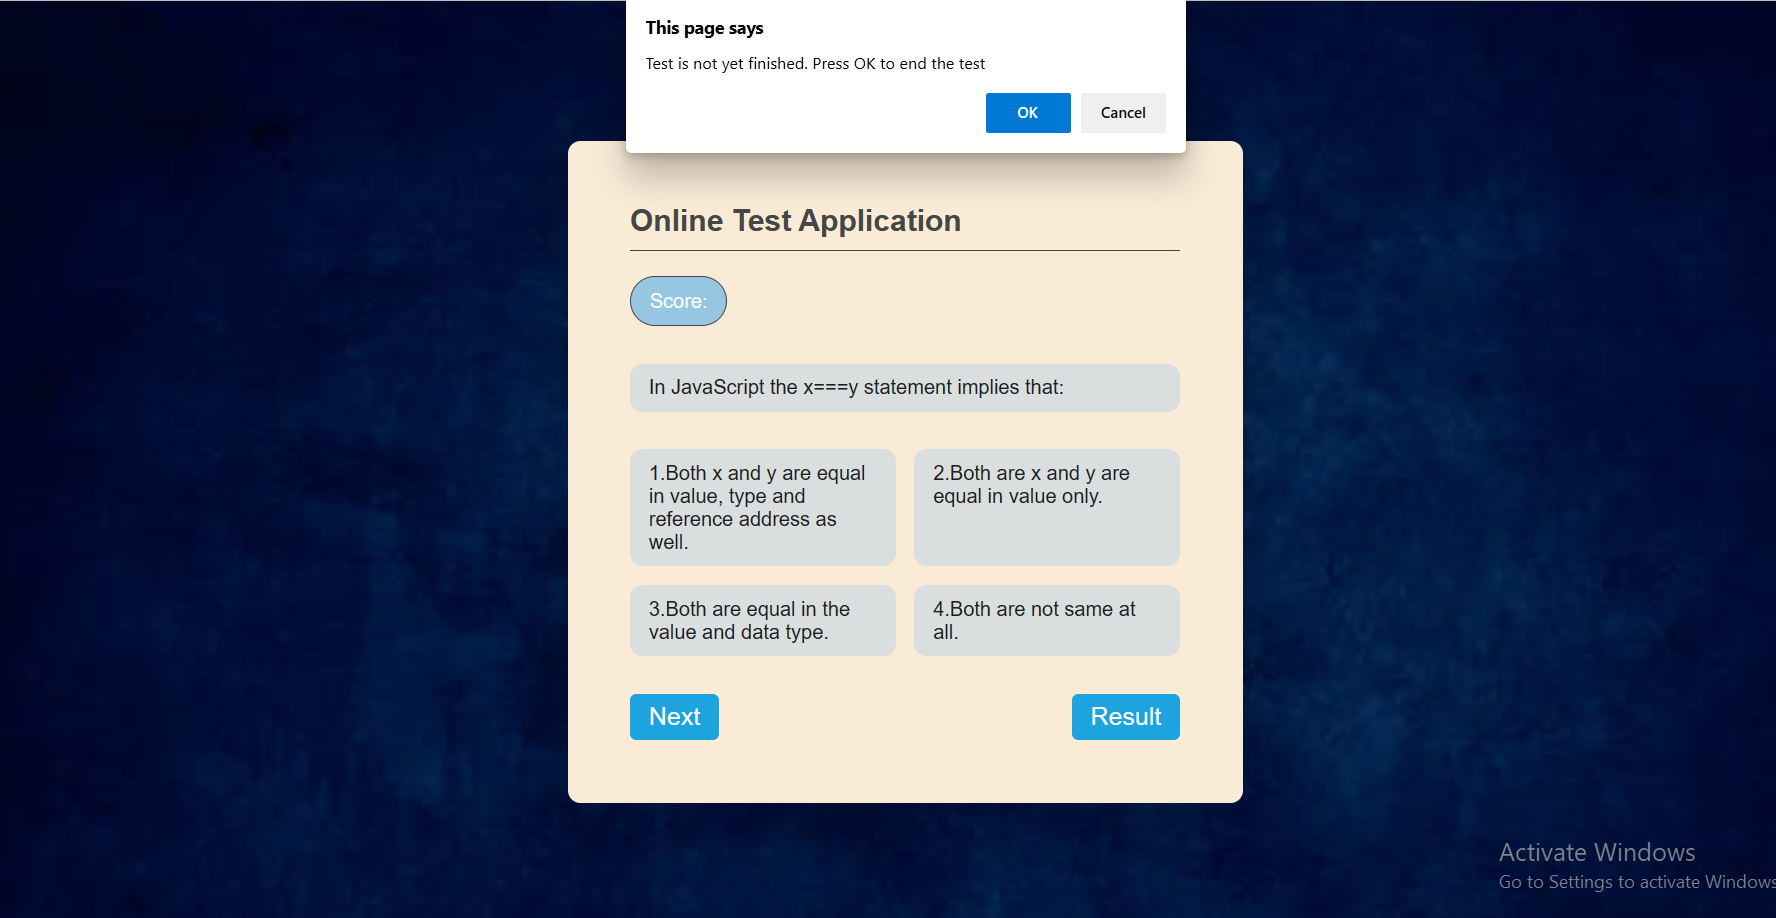 This page says
Test is not yet finished. Press OK to end the test
OK
Cancel
Online Test Application
Score:
In JavaScript the x===y statement implies that:
1.Both x and y are equal
in value, type and
reference address as
well.
2.Both are x and y are
equal in value only.
3.Both are equal in the
value and data type.
4.Both are not same at
all.
Next
Result
Activate Windows
Go to Settings to activate Windows